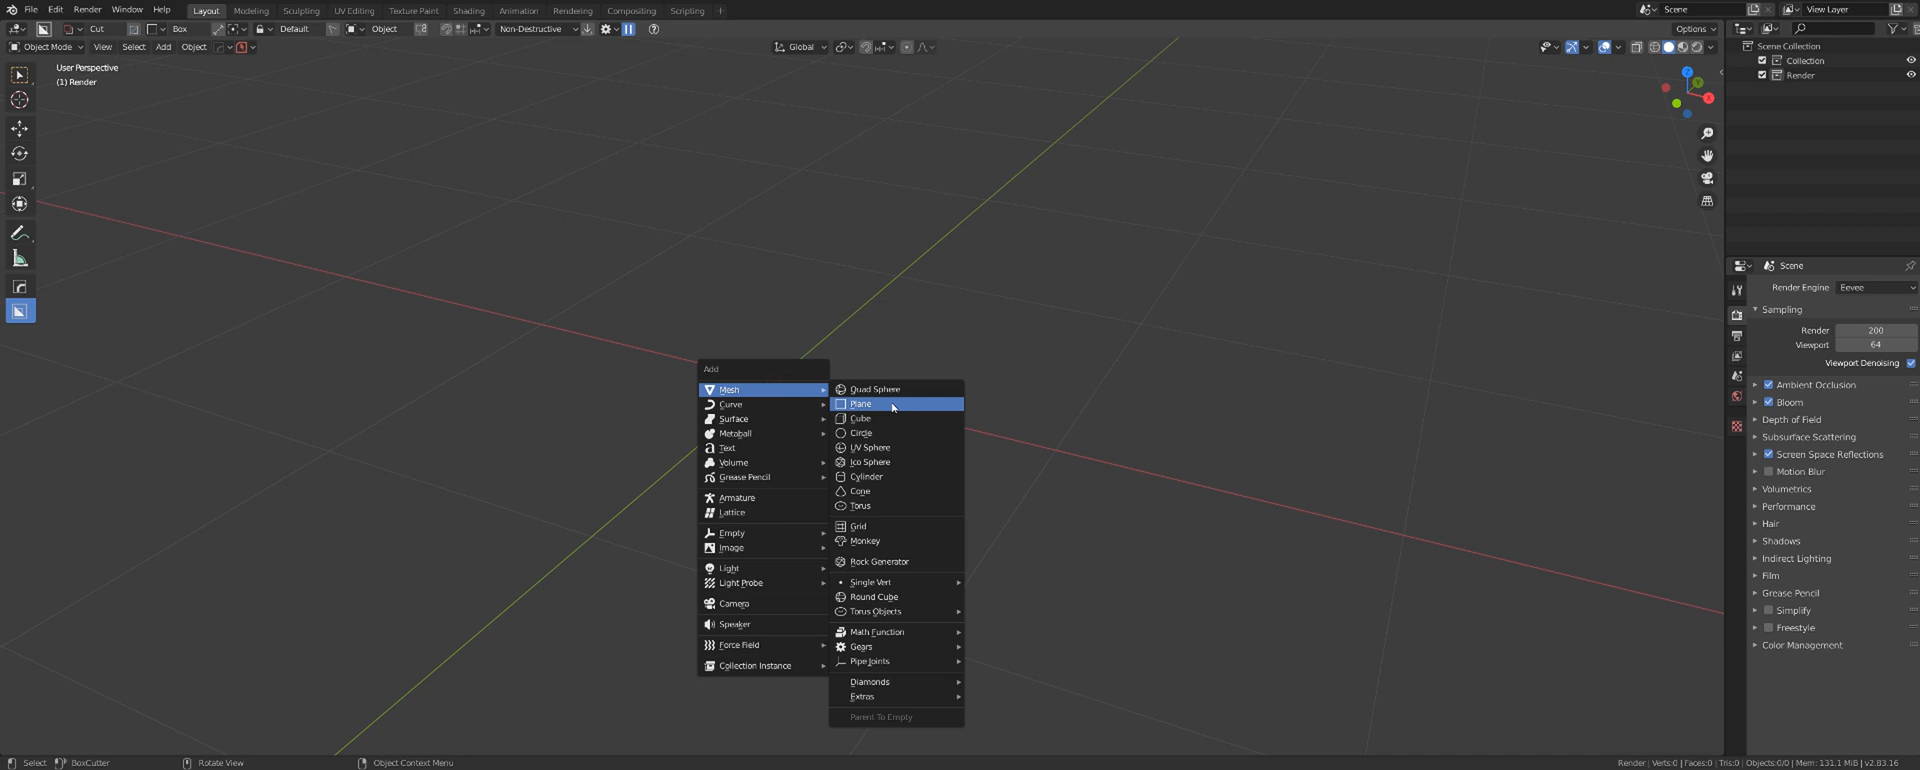 File Edit Render Window Help Layout Modeling Sculpting UV Editing Texture Paint Shading Animation Rendering Compositing Scripting + Scene View Layer
Cut Box Default Object Non-Destructive Options
Object Mode View Select Add Object Global
User Perspective
(1) Render
Scene Collection
Collection
Render
Z
Y
X
Scene
Render Engine Eevee
Sampling
Render 200
Viewport 64
Viewport Denoising
Ambient Occlusion
Bloom
Depth of Field
Subsurface Scattering
Screen Space Reflections
Motion Blur
Volumetrics
Performance
Hair
Shadows
Indirect Lighting
Film
Grease Pencil
Simplify
Freestyle
Color Management
Add
Mesh
Curve
Surface
Metaball
Text
Volume
Grease Pencil
Armature
Lattice
Empty
Image
Light
Light Probe
Camera
Speaker
Force Field
Collection Instance
Quad Sphere
Plane
Cube
Circle
UV Sphere
Ico Sphere
Cylinder
Cone
Torus
Grid
Monkey
Rock Generator
Single Vert
Round Cube
Torus Objects
Math Function
Gears
Pipe Joints
Diamonds
Extras
Parent To Empty
Select BoxCutter Rotate View Object Context Menu Render | Verts:0 | Faces:0 | Tris:0 | Objects:0/0 | Mem: 131.1 MiB | v2.83.16